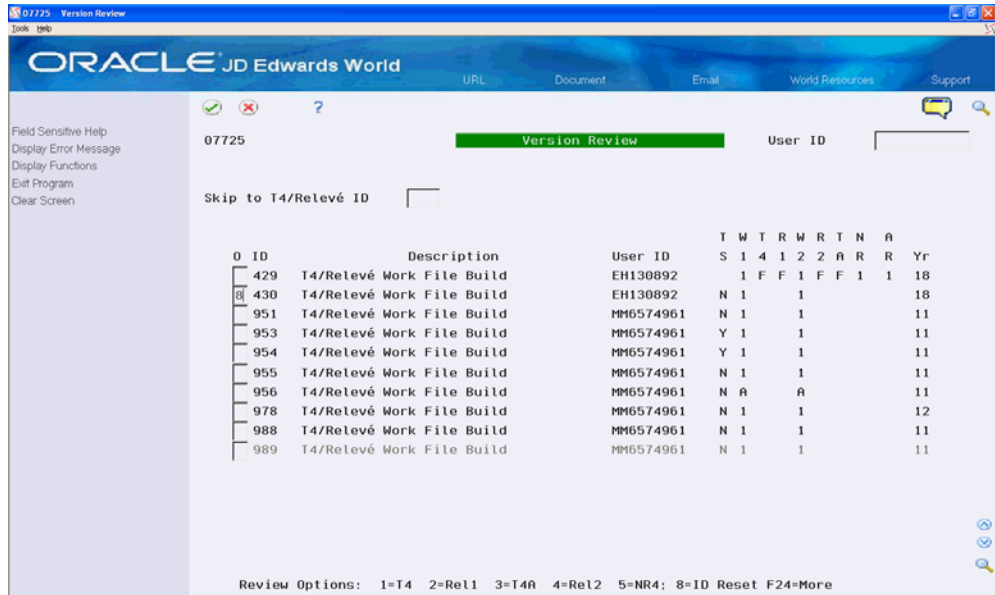 07725 Version Review
Tools Help
ORACLE JD Edwards World
URL Document Email World Resources Support
?
Field Sensitive Help
Display Error Message
Display Functions
Exit Program
Clear Screen
07725 Version Review User ID
Skip to T4/Relevé ID
T W T R W R T N A
O ID Description User ID S 1 4 1 2 2 A R R Yr
429 T4/Relevé Work File Build EH130892 1 F F 1 F F 1 1 18
8 430 T4/Relevé Work File Build EH130892 N 1 1 18
951 T4/Relevé Work File Build MM6574961 N 1 1 11
953 T4/Relevé Work File Build MM6574961 Y 1 1 11
954 T4/Relevé Work File Build MM6574961 Y 1 1 11
955 T4/Relevé Work File Build MM6574961 N 1 1 11
956 T4/Relevé Work File Build MM6574961 N A A 11
978 T4/Relevé Work File Build MM6574961 N 1 1 12
988 T4/Relevé Work File Build MM6574961 N 1 1 11
989 T4/Relevé Work File Build MM6574961 N 1 1 11
Review Options: 1=T4 2=Rel1 3=T4A 4=Rel2 5=NR4; 8=ID Reset F24=More